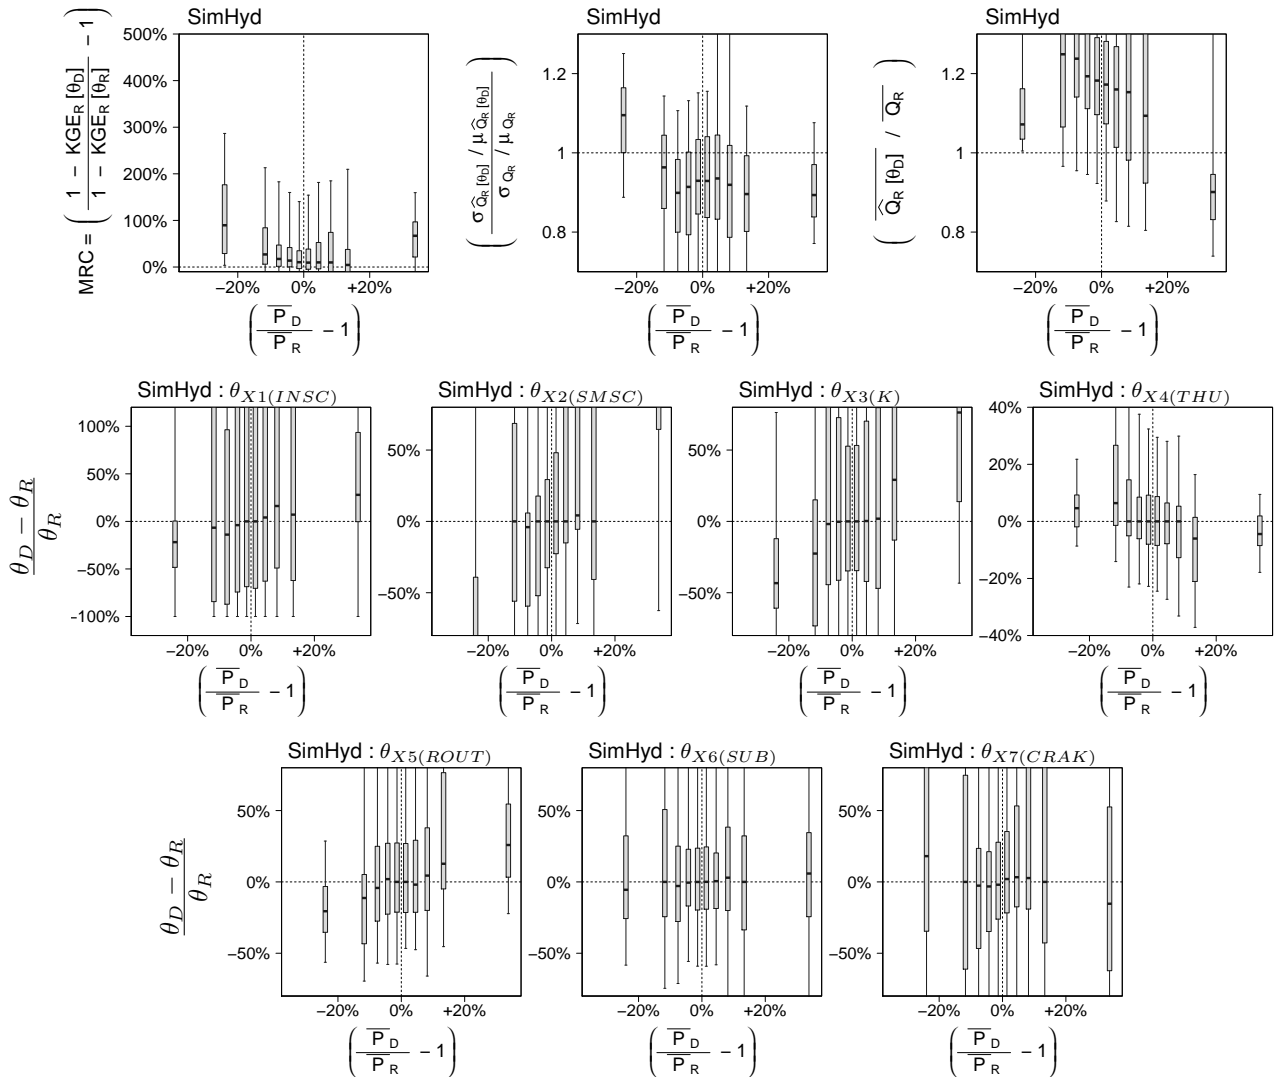 SimHyd
SimHyd
SimHyd
MRC = ( (1 − KGE_R [θ_D]) / (1 − KGE_R [θ_R]) − 1 )
500%
400%
300%
200%
100%
0%
−20% 0% +20%
( P̅_D / P̅_R − 1 )
( (σ Q̂_R [θ_D] / μ Q̂_R [θ_D]) / (σ Q_R / μ Q_R) )
1.2
1
0.8
−20% 0% +20%
( P̅_D / P̅_R − 1 )
( Q̂_R [θ_D] / Q_R )
1.2
1
0.8
−20% 0% +20%
( P̅_D / P̅_R − 1 )
SimHyd : θ_X1(INSC)
(θ_D − θ_R) / θ_R
100%
50%
0%
−50%
-100%
−20% 0% +20%
( P̅_D / P̅_R − 1 )
SimHyd : θ_X2(SMSC)
50%
0%
−50%
−20% 0% +20%
( P̅_D / P̅_R − 1 )
SimHyd : θ_X3(K)
50%
0%
−50%
−20% 0% +20%
( P̅_D / P̅_R − 1 )
SimHyd : θ_X4(THU)
40%
20%
0%
−20%
−40%
−20% 0% +20%
( P̅_D / P̅_R − 1 )
SimHyd : θ_X5(ROUT)
(θ_D − θ_R) / θ_R
50%
0%
−50%
−20% 0% +20%
( P̅_D / P̅_R − 1 )
SimHyd : θ_X6(SUB)
50%
0%
−50%
−20% 0% +20%
( P̅_D / P̅_R − 1 )
SimHyd : θ_X7(CRAK)
50%
0%
−50%
−20% 0% +20%
( P̅_D / P̅_R − 1 )